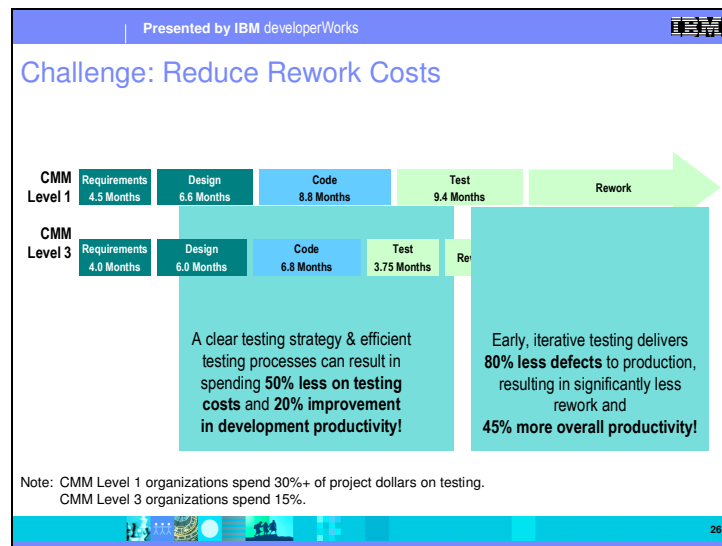 Presented by IBM developerWorks
IBM
Challenge: Reduce Rework Costs
CMM
Level 1
Requirements
4.5 Months
Design
6.6 Months
Code
8.8 Months
Test
9.4 Months
Rework
CMM
Level 3
Requirements
4.0 Months
Design
6.0 Months
Code
6.8 Months
Test
3.75 Months
A clear testing strategy & efficient
testing processes can result in
spending 50% less on testing
costs and 20% improvement
in development productivity!
Early, iterative testing delivers
80% less defects to production,
resulting in significantly less
rework and
45% more overall productivity!
Note: CMM Level 1 organizations spend 30%+ of project dollars on testing.
CMM Level 3 organizations spend 15%.
26